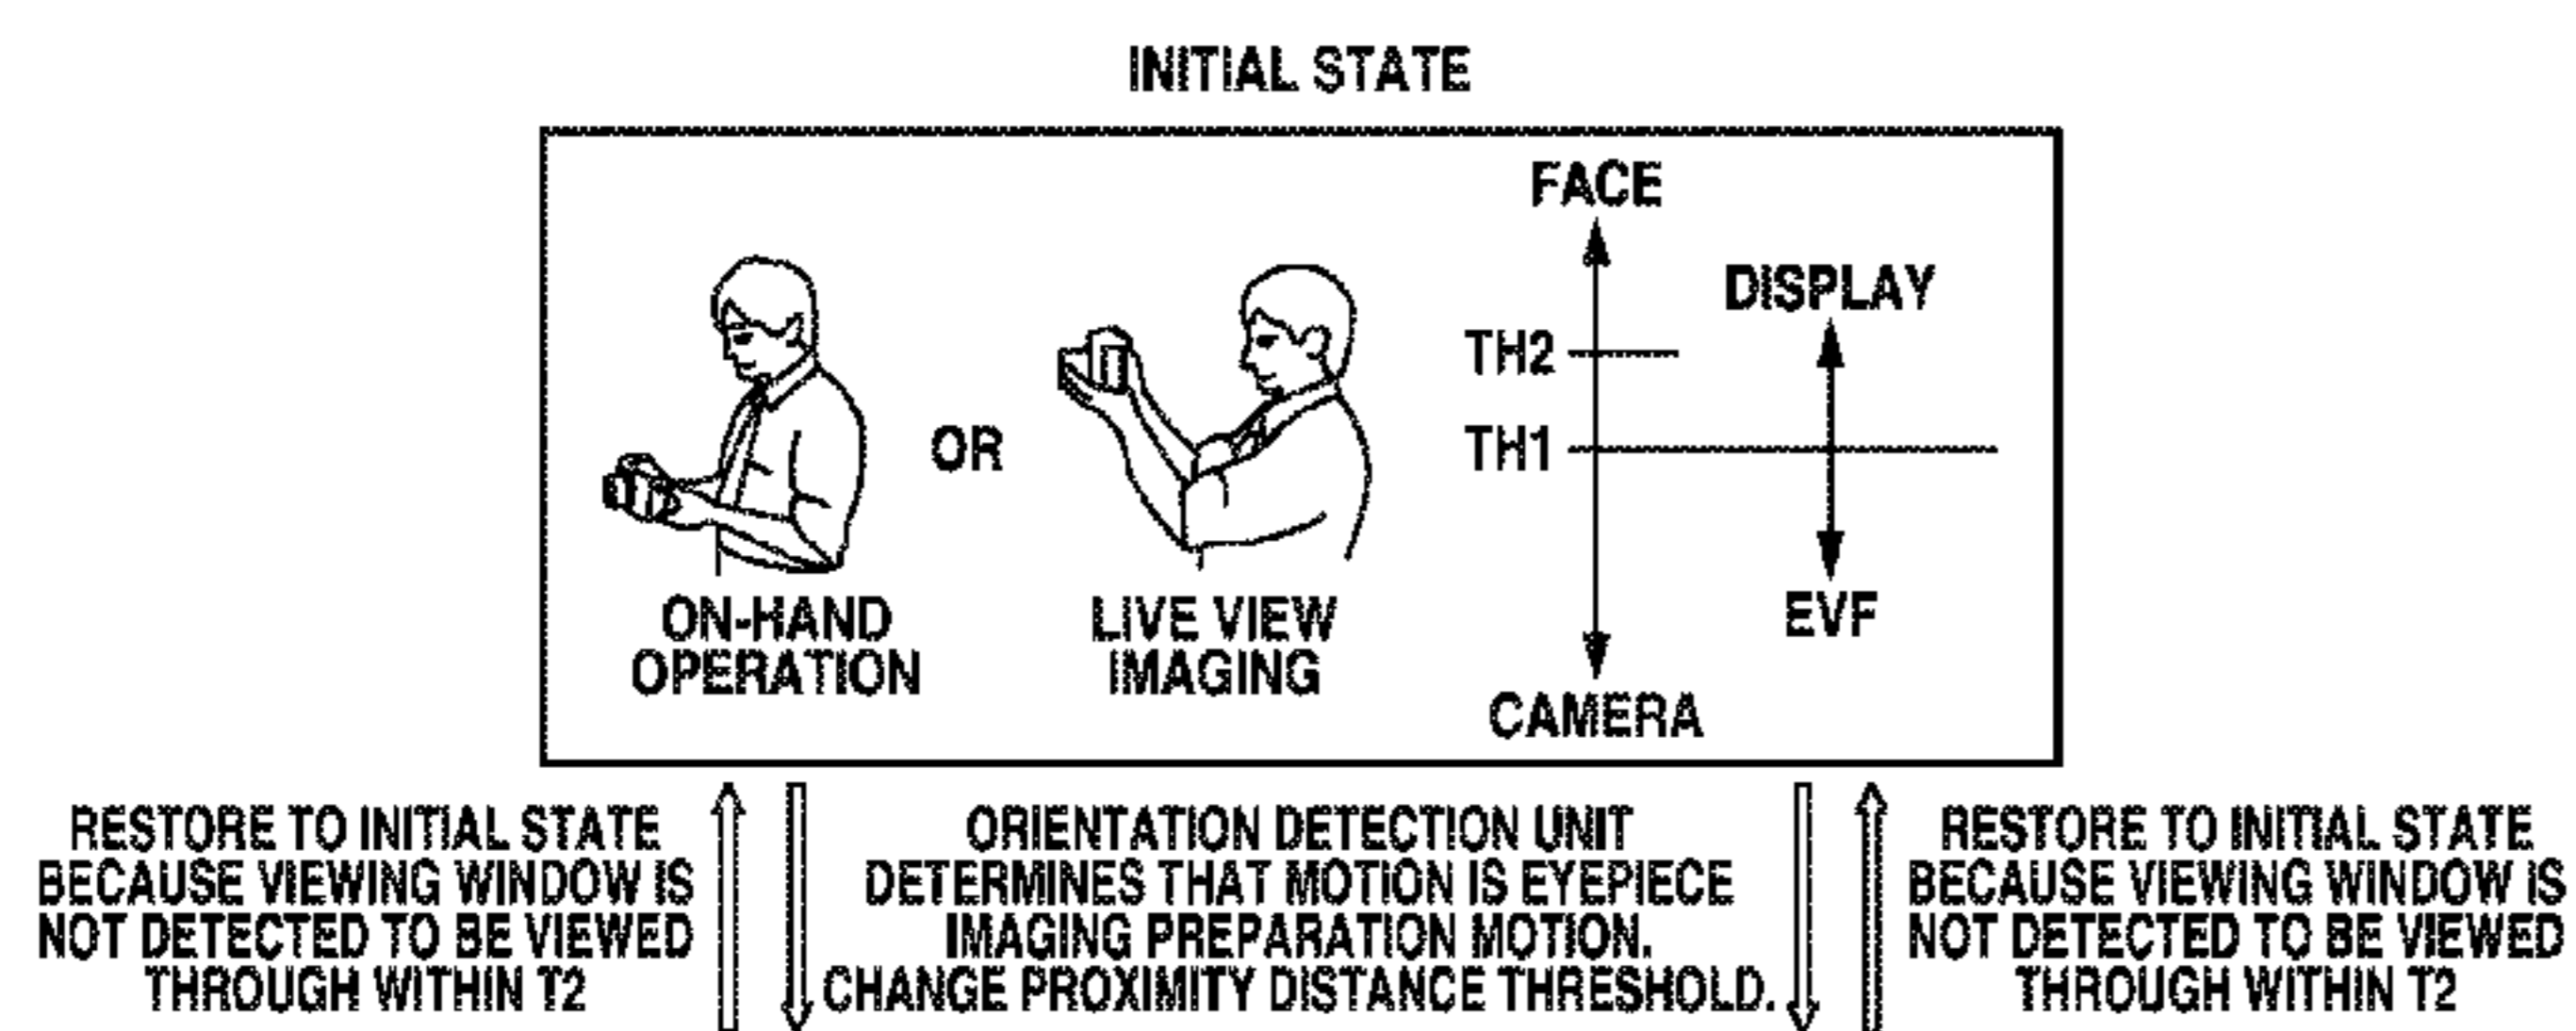 INITIAL STATE
FACE
DISPLAY
TH2
OR
TH1
EVF
ON-HAND
OPERATION
LIVE VIEW
IMAGING
CAMERA
RESTORE TO INITIAL STATE
BECAUSE VIEWING WINDOW IS
NOT DETECTED TO BE VIEWED
THROUGH WITHIN T2
ORIENTATION DETECTION UNIT
DETERMINES THAT MOTION IS EYEPIECE
IMAGING PREPARATION MOTION.
CHANGE PROXIMITY DISTANCE THRESHOLD.
RESTORE TO INITIAL STATE
BECAUSE VIEWING WINDOW IS
NOT DETECTED TO BE VIEWED
THROUGH WITHIN T2